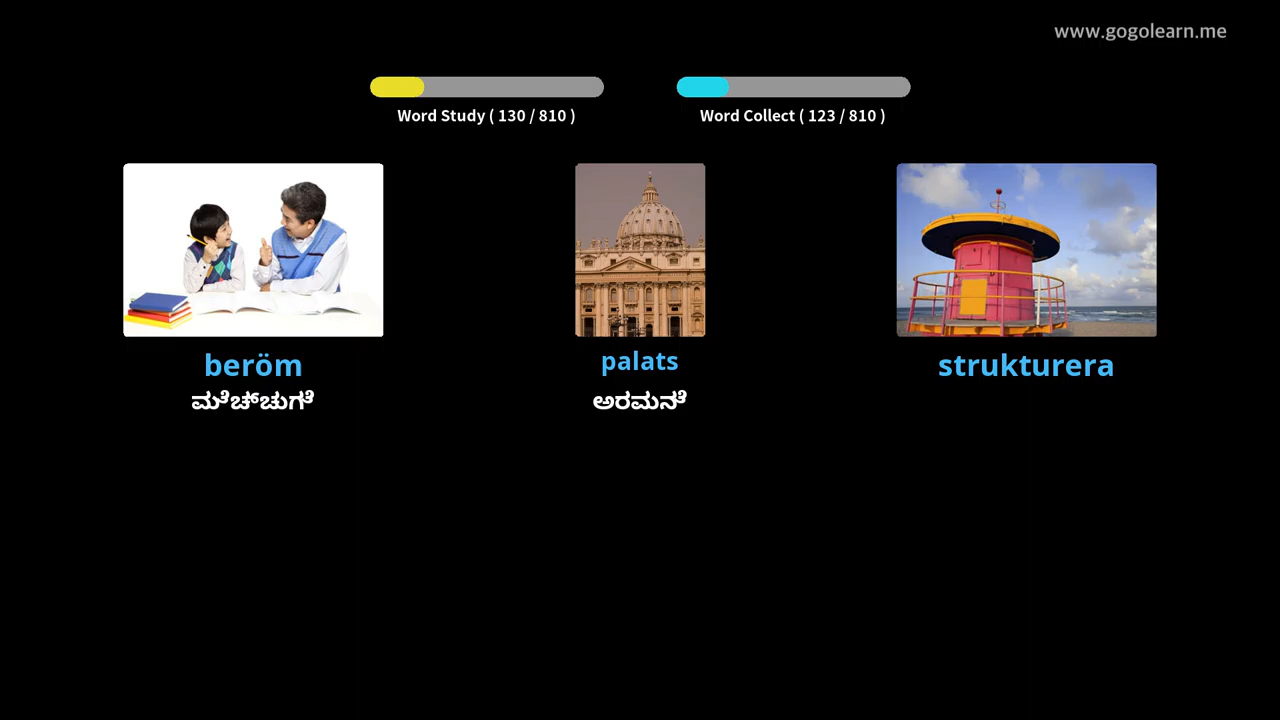 www.gogolearn.me
Word Study ( 130 / 810 )
Word Collect ( 123 / 810 )
beröm
palats
strukturera
ಮೆಚ್ಚುಗೆ
ಅರಮನೆ